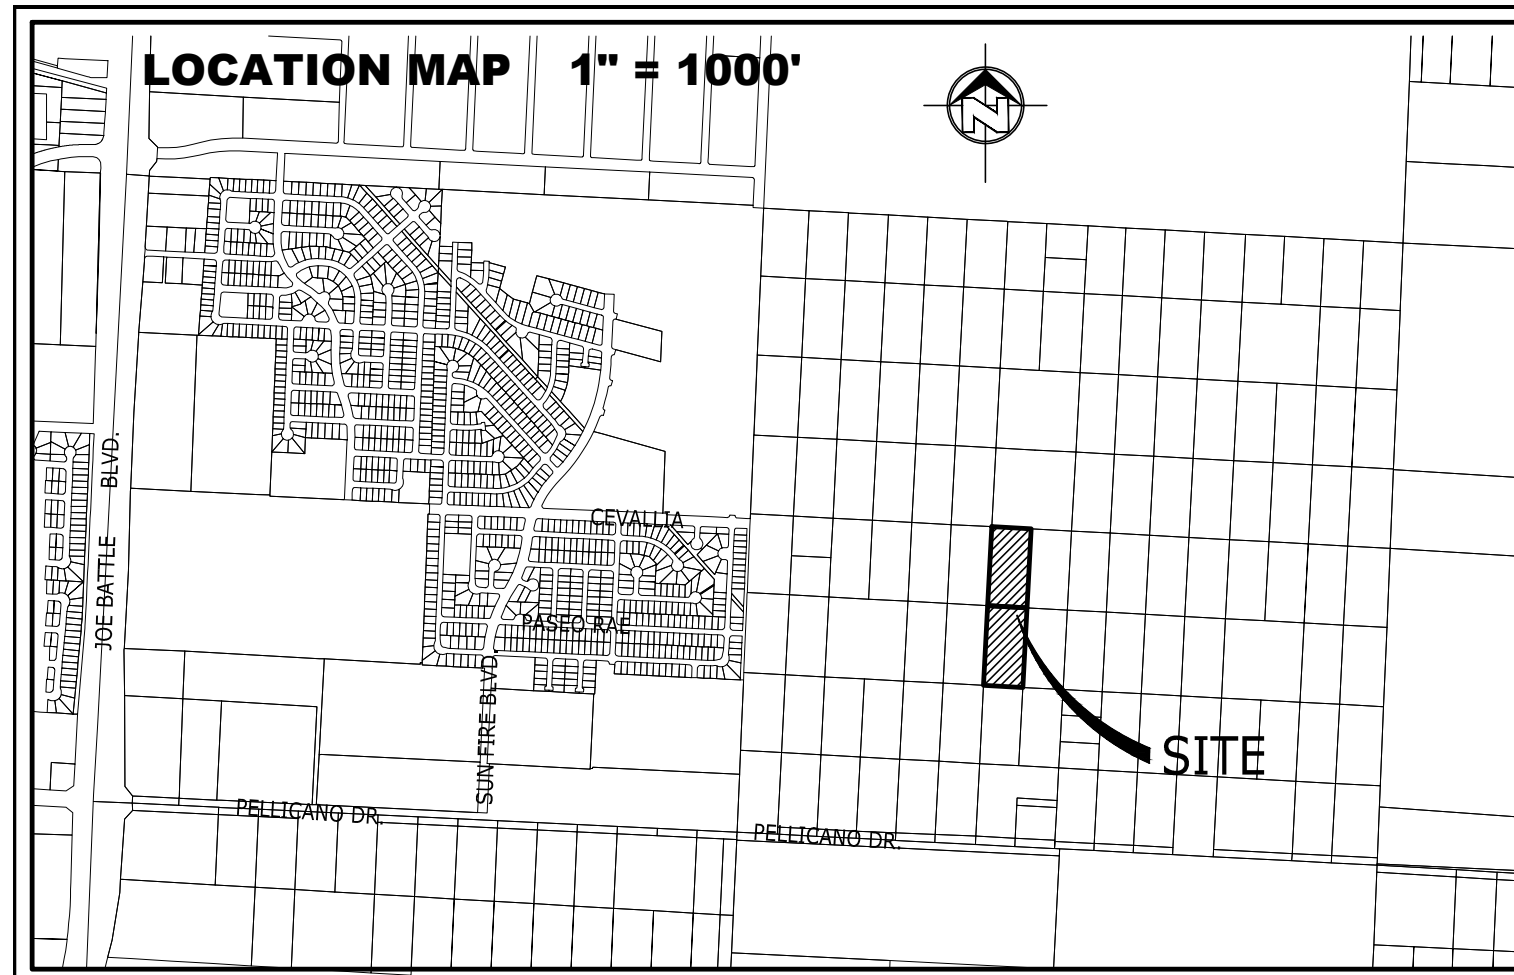 LOCATION MAP 1" = 1000'
N
JOE BATTLE BLVD.
CEVALLIA
PASEO RAE
SUN FIRE BLVD.
SITE
PELLICANO DR.
PELLICANO DR.